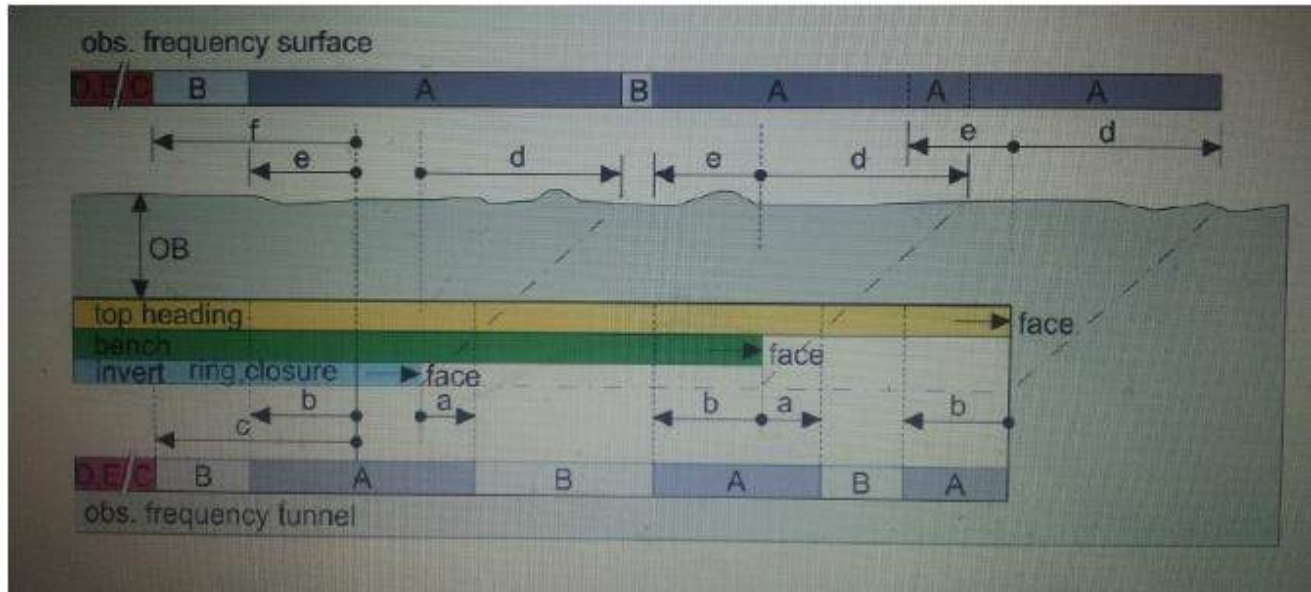 obs. frequency surface
D,E C B A B A A A
f e d
e d e d
OB
top heading face
bench face
invert ring closure face
b a b a b
c
D,E C B A B A B A
obs. frequency tunnel